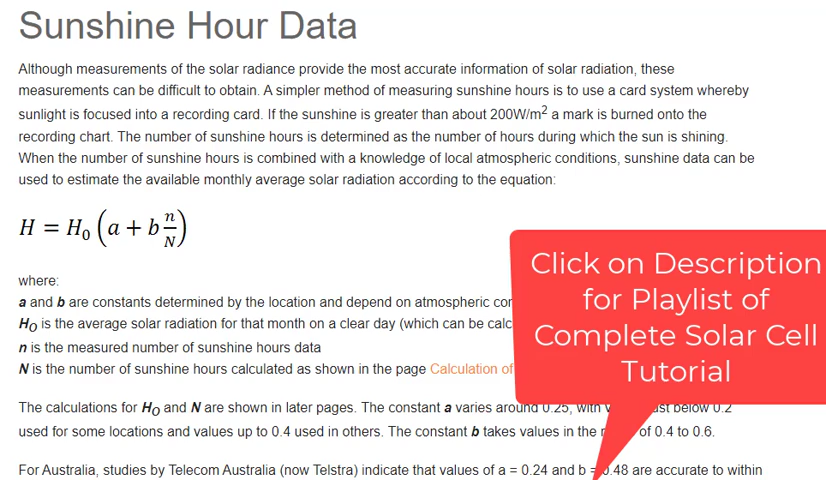 Sunshine Hour Data
Although measurements of the solar radiance provide the most accurate information of solar radiation, these
measurements can be difficult to obtain. A simpler method of measuring sunshine hours is to use a card system whereby
sunlight is focused into a recording card. If the sunshine is greater than about 200W/m² a mark is burned onto the
recording chart. The number of sunshine hours is determined as the number of hours during which the sun is shining.
When the number of sunshine hours is combined with a knowledge of local atmospheric conditions, sunshine data can be
used to estimate the available monthly average solar radiation according to the equation:
H = H₀ (a + b n/N)
where:
a and b are constants determined by the location and depend on atmospheric
H_O is the average solar radiation for that month on a clear day (which can be
n is the measured number of sunshine hours data
N is the number of sunshine hours calculated as shown in the page Calculation of
Click on Description
for Playlist of
Complete Solar Cell
Tutorial
The calculations for H_O and N are shown in later pages. The constant a varies around 0.25, with below 0.2
used for some locations and values up to 0.4 used in others. The constant b takes values in the of 0.4 to 0.6.
For Australia, studies by Telecom Australia (now Telstra) indicate that values of a = 0.24 and b = 0.48 are accurate to within